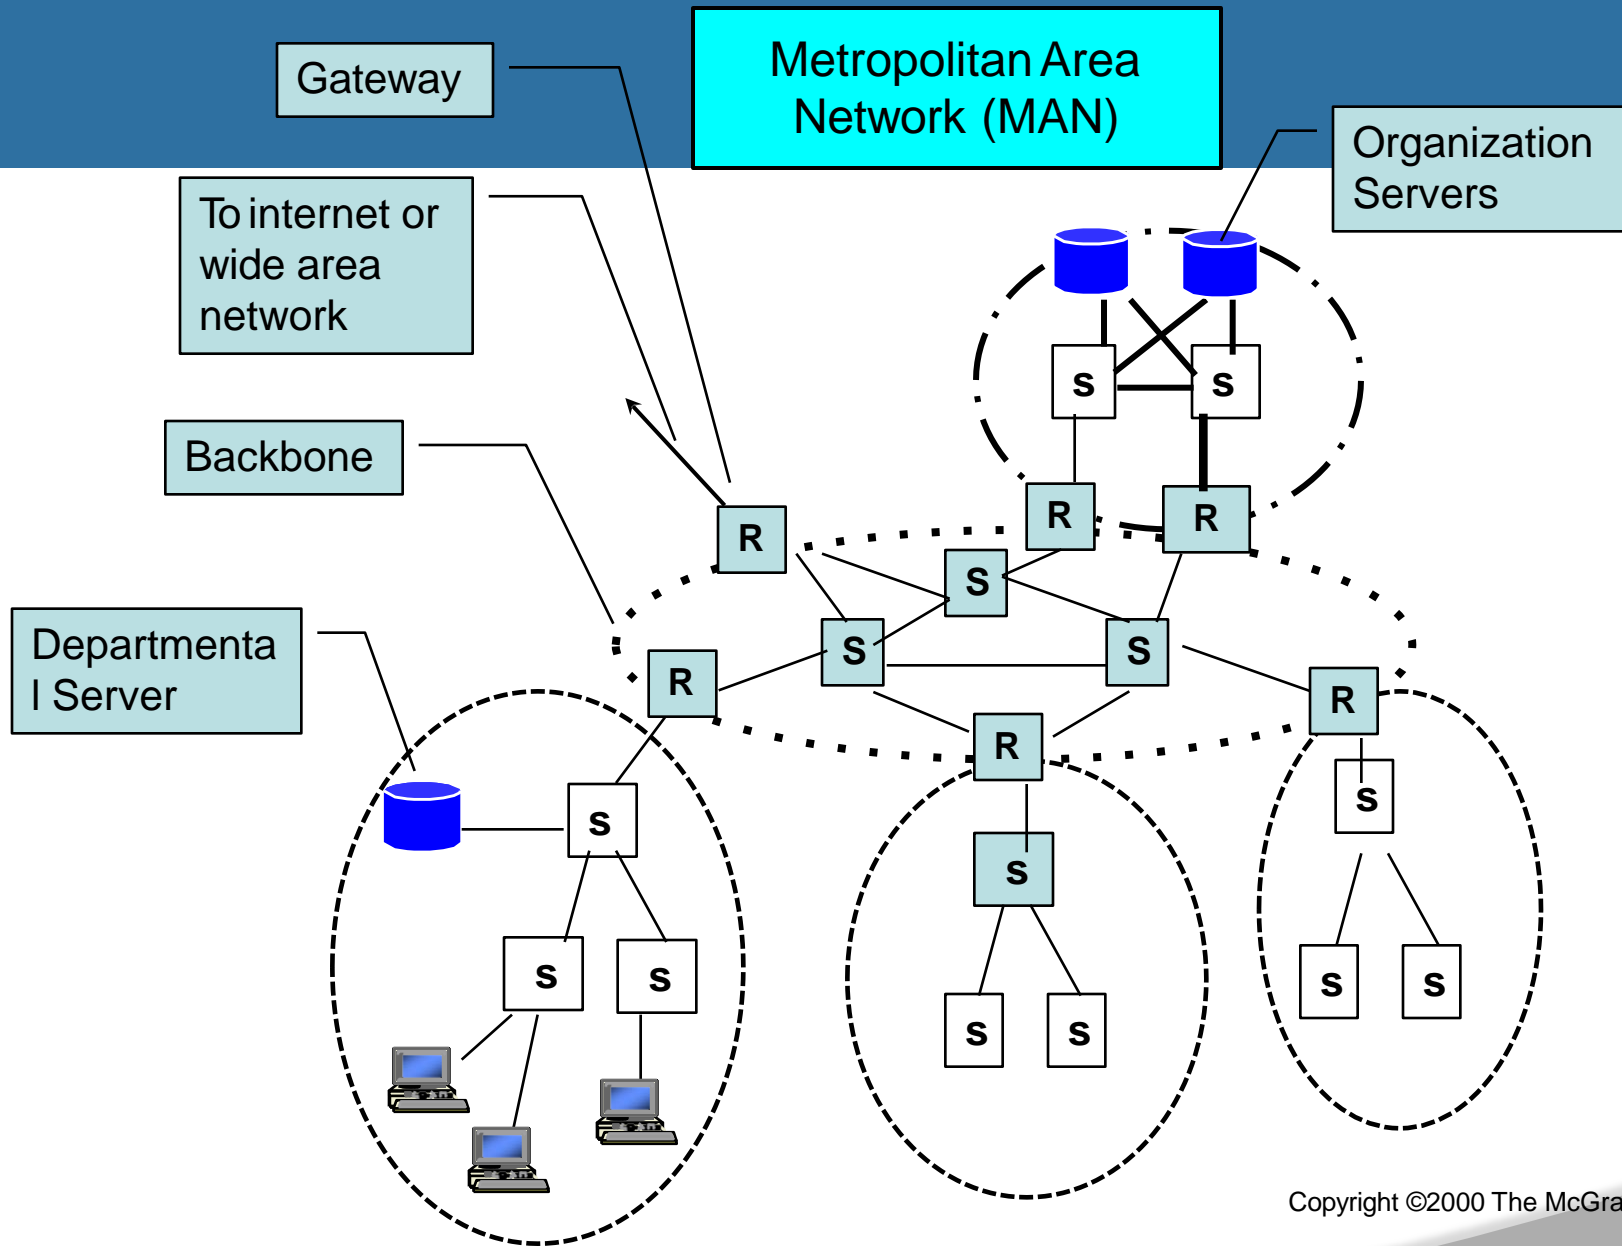 Metropolitan Area
Network (MAN)
Gateway
Organization
Servers
To internet or
wide area
network
Backbone
Departmenta
l Server
s s
R R R
S
S S
R R
R
s
s
s
s s
s s
s s
Copyright ©2000 The McGra